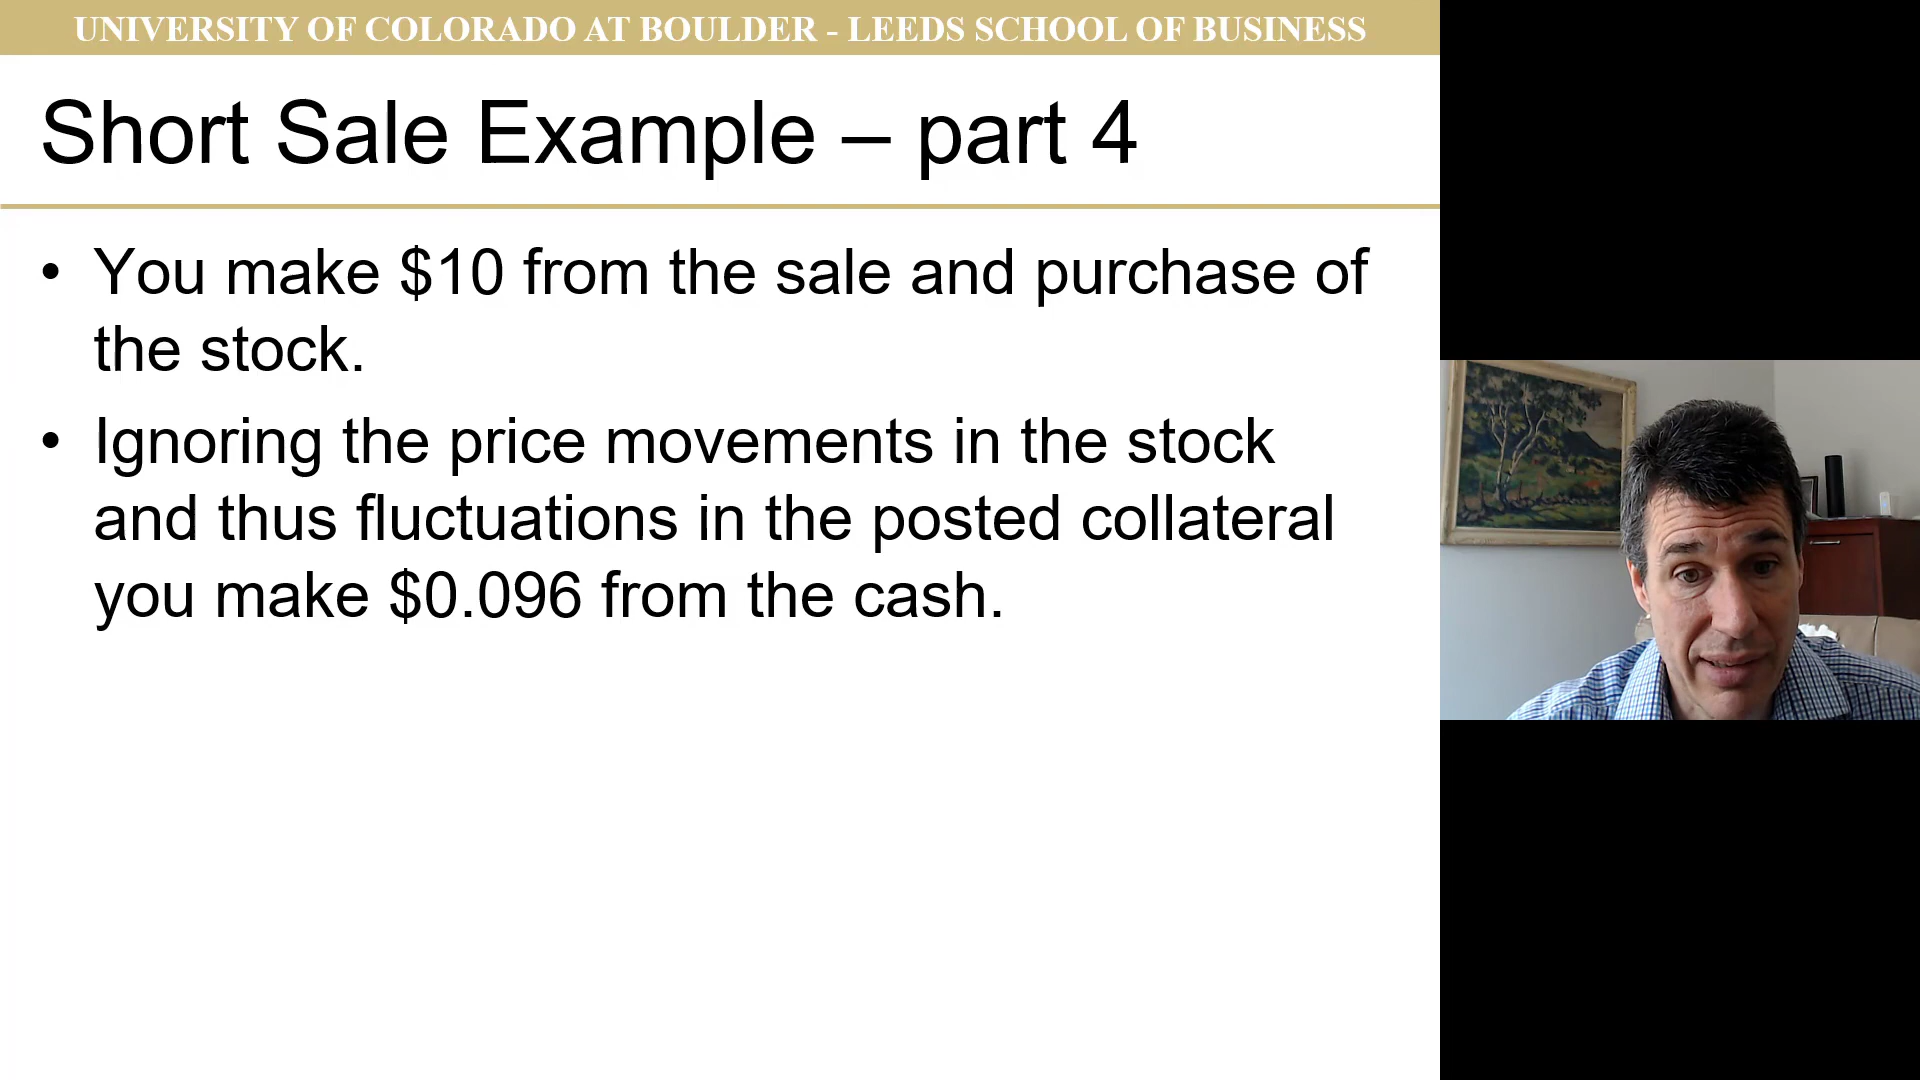 UNIVERSITY OF COLORADO AT BOULDER - LEEDS SCHOOL OF BUSINESS
Short Sale Example – part 4
• You make $10 from the sale and purchase of
the stock.
• Ignoring the price movements in the stock
and thus fluctuations in the posted collateral
you make $0.096 from the cash.